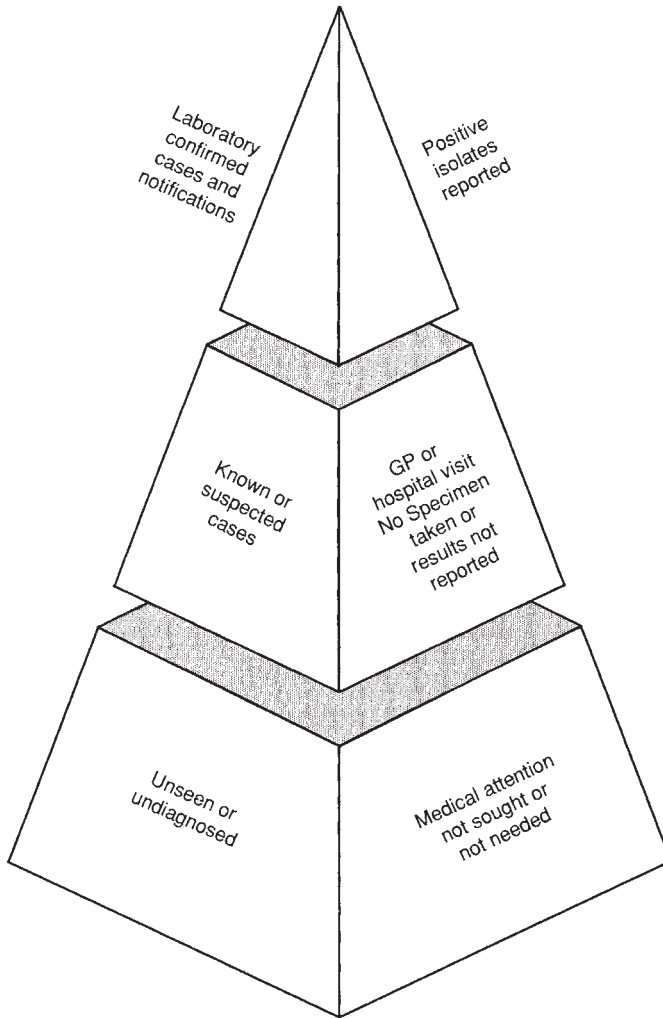 Laboratory
confirmed
cases and
notifications
Positive
isolates
reported
Known or
suspected
cases
GP or
hospital visit
No Specimen
taken or
results not
reported
Unseen or
undiagnosed
Medical attention
not sought or
not needed